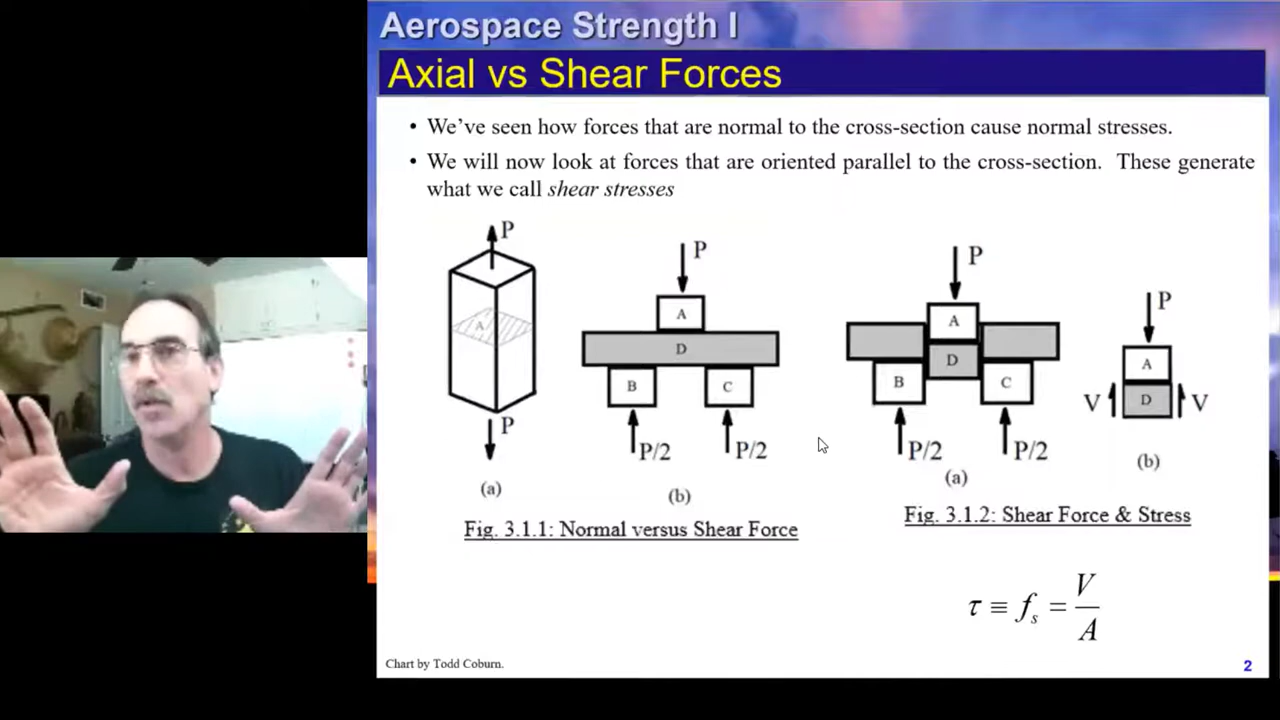 Aerospace Strength I
Axial vs Shear Forces
• We've seen how forces that are normal to the cross-section cause normal stresses.
• We will now look at forces that are oriented parallel to the cross-section. These generate
what we call shear stresses
P
A
P
(a)
P
A
D
B
C
P/2
P/2
(b)
Fig. 3.1.1: Normal versus Shear Force
P
A
D
B
C
P/2
P/2
(a)
P
A
V
D
V
(b)
Fig. 3.1.2: Shear Force & Stress
τ ≡ fₛ = V/A
Chart by Todd Coburn.
2